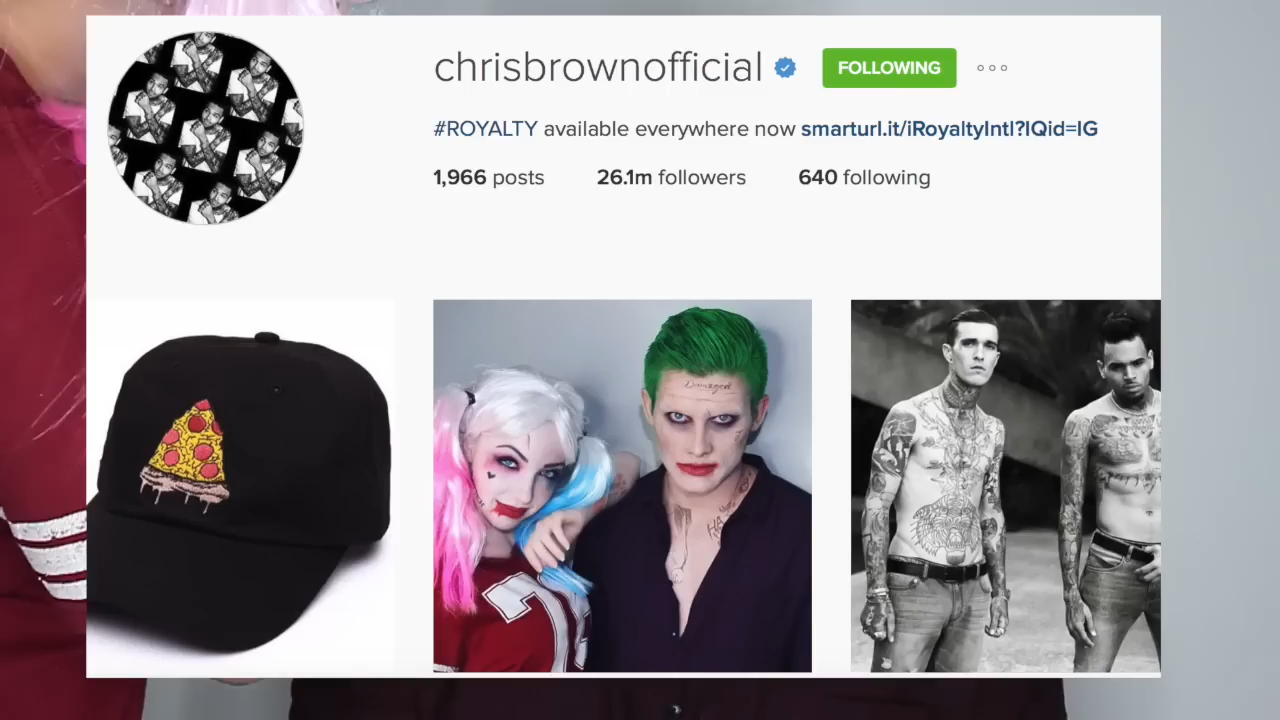 chrisbrownofficial FOLLOWING
#ROYALTY available everywhere now smarturl.it/iRoyaltyIntl?IQid=IG
1,966 posts 26.1m followers 640 following
Damaged